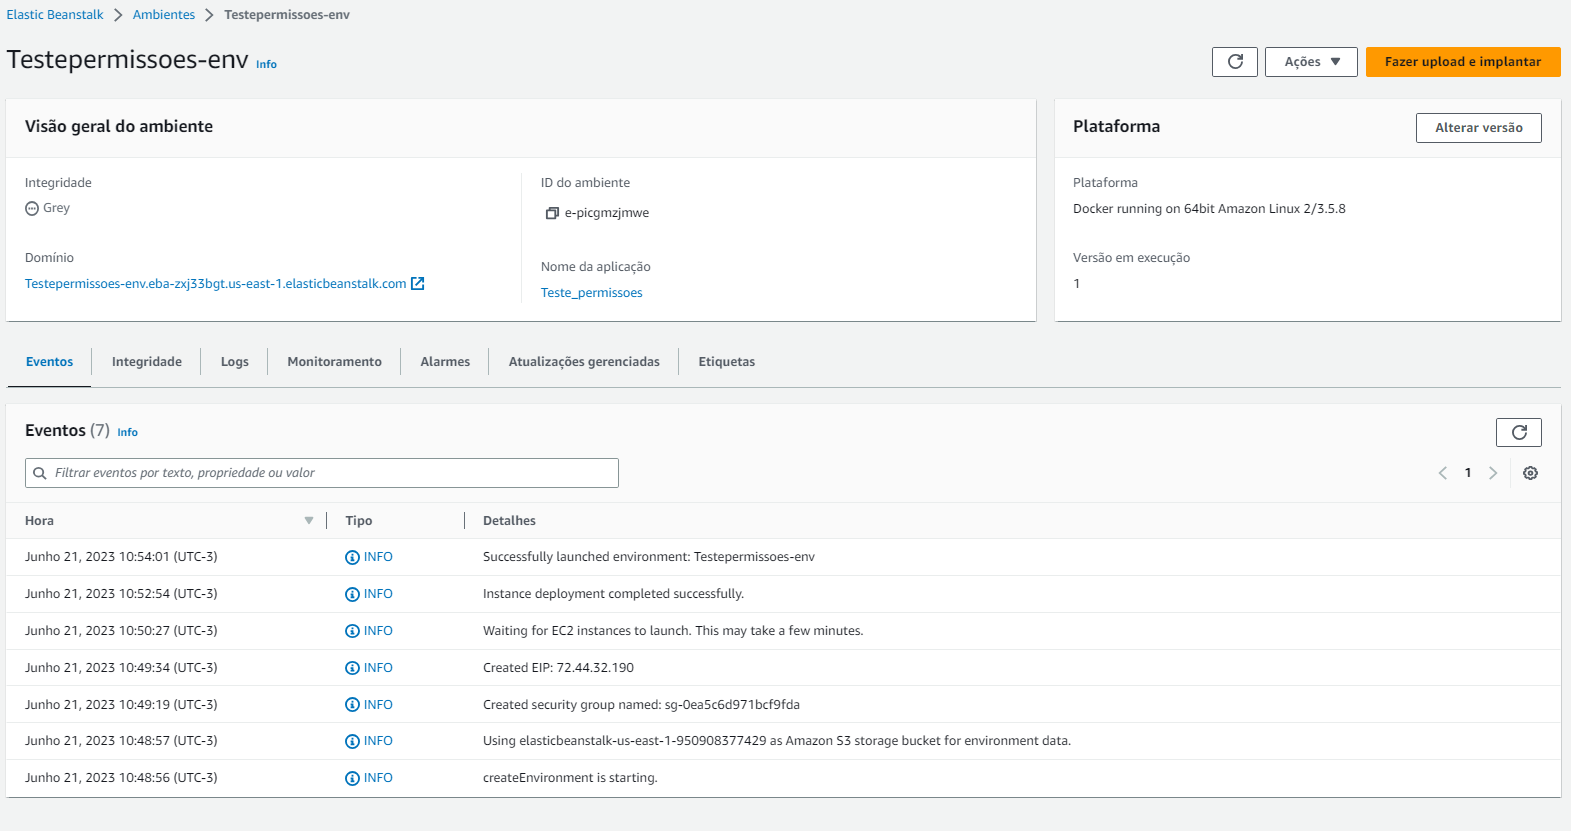 Elastic Beanstalk > Ambientes > Testepermissoes-env
Testepermissoes-env Info
Ações
Fazer upload e implantar
Visão geral do ambiente
Integridade
Grey
Domínio
Testepermissoes-env.eba-zxj33bgt.us-east-1.elasticbeanstalk.com
ID do ambiente
e-picgmzjmwe
Nome da aplicação
Teste_permissoes
Plataforma
Alterar versão
Plataforma
Docker running on 64bit Amazon Linux 2/3.5.8
Versão em execução
1
Eventos Integridade Logs Monitoramento Alarmes Atualizações gerenciadas Etiquetas
Eventos (7) Info
Filtrar eventos por texto, propriedade ou valor
1
Hora Tipo Detalhes
Junho 21, 2023 10:54:01 (UTC-3) INFO Successfully launched environment: Testepermissoes-env
Junho 21, 2023 10:52:54 (UTC-3) INFO Instance deployment completed successfully.
Junho 21, 2023 10:50:27 (UTC-3) INFO Waiting for EC2 instances to launch. This may take a few minutes.
Junho 21, 2023 10:49:34 (UTC-3) INFO Created EIP: 72.44.32.190
Junho 21, 2023 10:49:19 (UTC-3) INFO Created security group named: sg-0ea5c6d971bcf9fda
Junho 21, 2023 10:48:57 (UTC-3) INFO Using elasticbeanstalk-us-east-1-950908377429 as Amazon S3 storage bucket for environment data.
Junho 21, 2023 10:48:56 (UTC-3) INFO createEnvironment is starting.